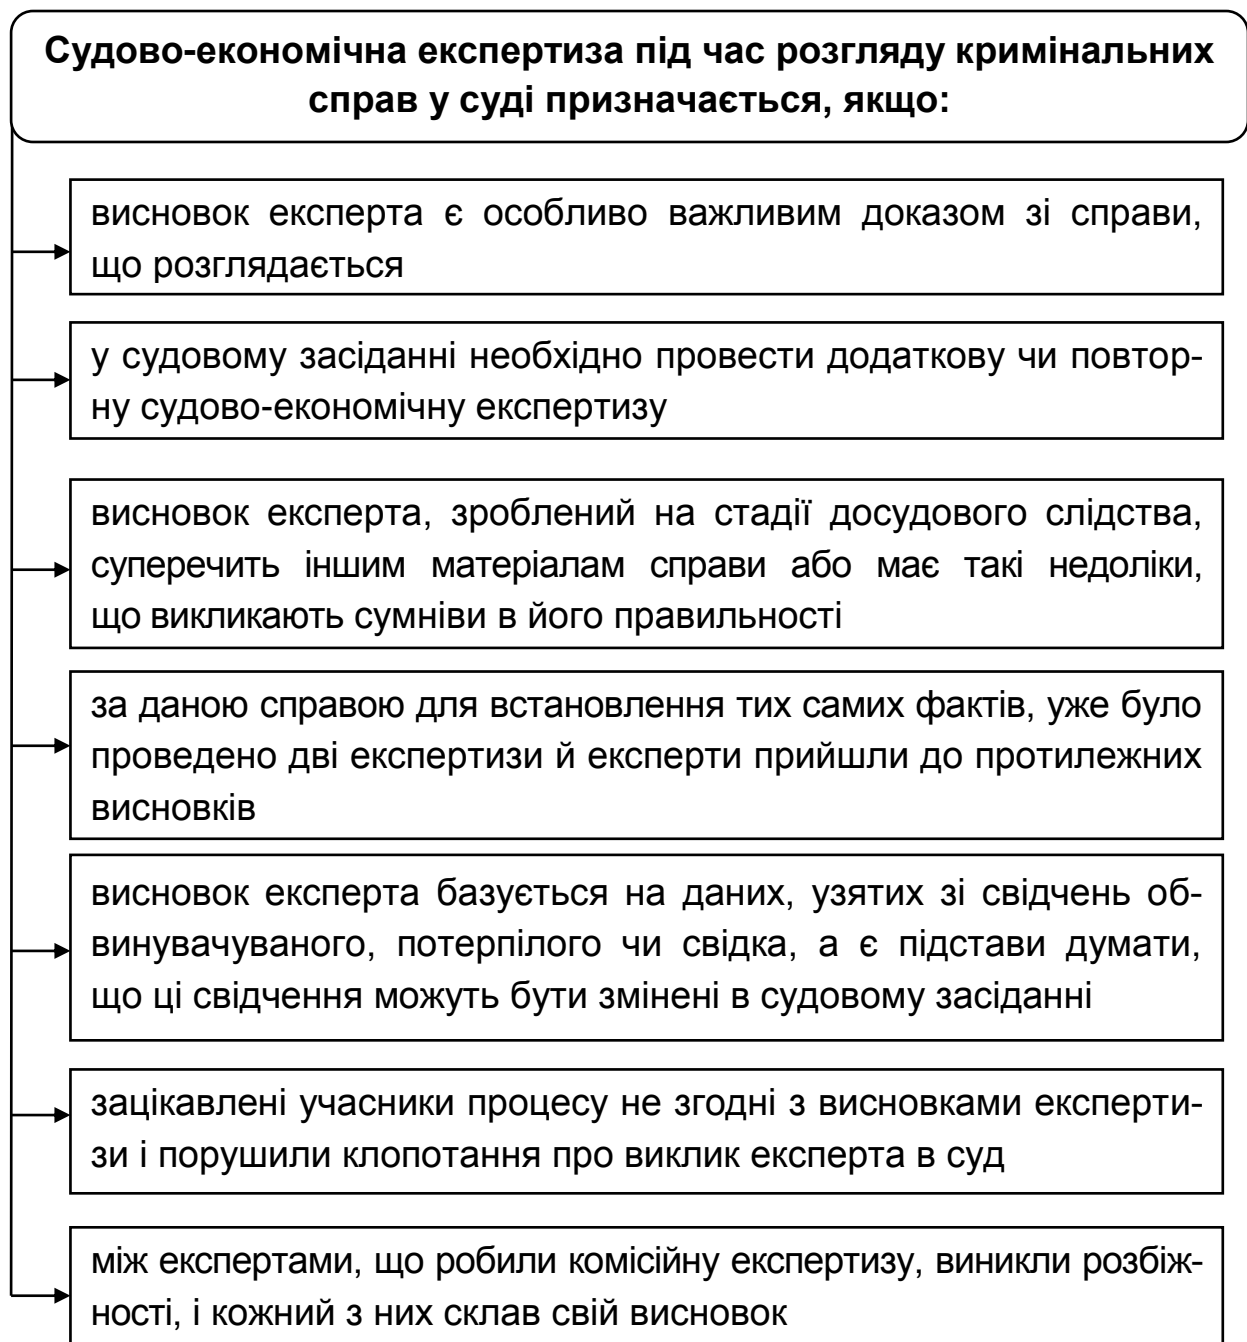 Судово-економічна експертиза під час розгляду кримінальних
справ у суді призначається, якщо:
висновок експерта є особливо важливим доказом зі справи,
що розглядається
у судовому засіданні необхідно провести додаткову чи повтор-
ну судово-економічну експертизу
висновок експерта, зроблений на стадії досудового слідства,
суперечить іншим матеріалам справи або має такі недоліки,
що викликають сумніви в його правильності
за даною справою для встановлення тих самих фактів, уже було
проведено дві експертизи й експерти прийшли до протилежних
висновків
висновок експерта базується на даних, узятих зі свідчень об-
винувачуваного, потерпілого чи свідка, а є підстави думати,
що ці свідчення можуть бути змінені в судовому засіданні
зацікавлені учасники процесу не згодні з висновками експерти-
зи і порушили клопотання про виклик експерта в суд
між експертами, що робили комісійну експертизу, виникли розбіж-
ності, і кожний з них склав свій висновок